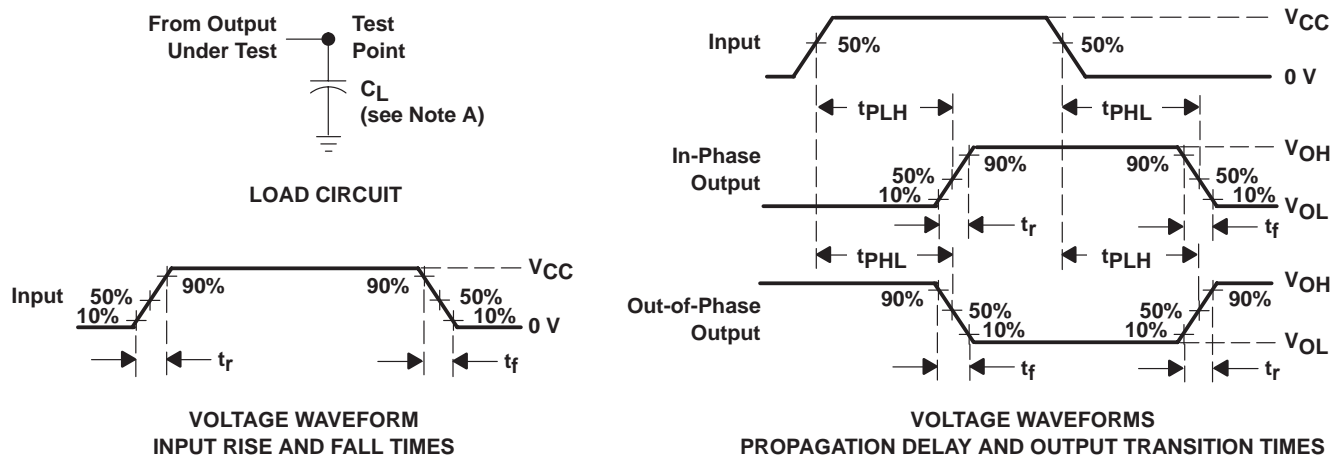 From Output
Under Test
Test
Point
CL
(see Note A)
LOAD CIRCUIT
Input
50%
10%
90%
90%
50%
10%
VCC
0 V
tr
tf
VOLTAGE WAVEFORM
INPUT RISE AND FALL TIMES
Input
50%
50%
VCC
0 V
tPLH
tPHL
In-Phase
Output
50%
10%
90%
90%
50%
10%
VOH
VOL
tr
tf
tPHL
tPLH
Out-of-Phase
Output
90%
50%
10%
50%
10%
90%
VOH
VOL
tf
tr
VOLTAGE WAVEFORMS
PROPAGATION DELAY AND OUTPUT TRANSITION TIMES